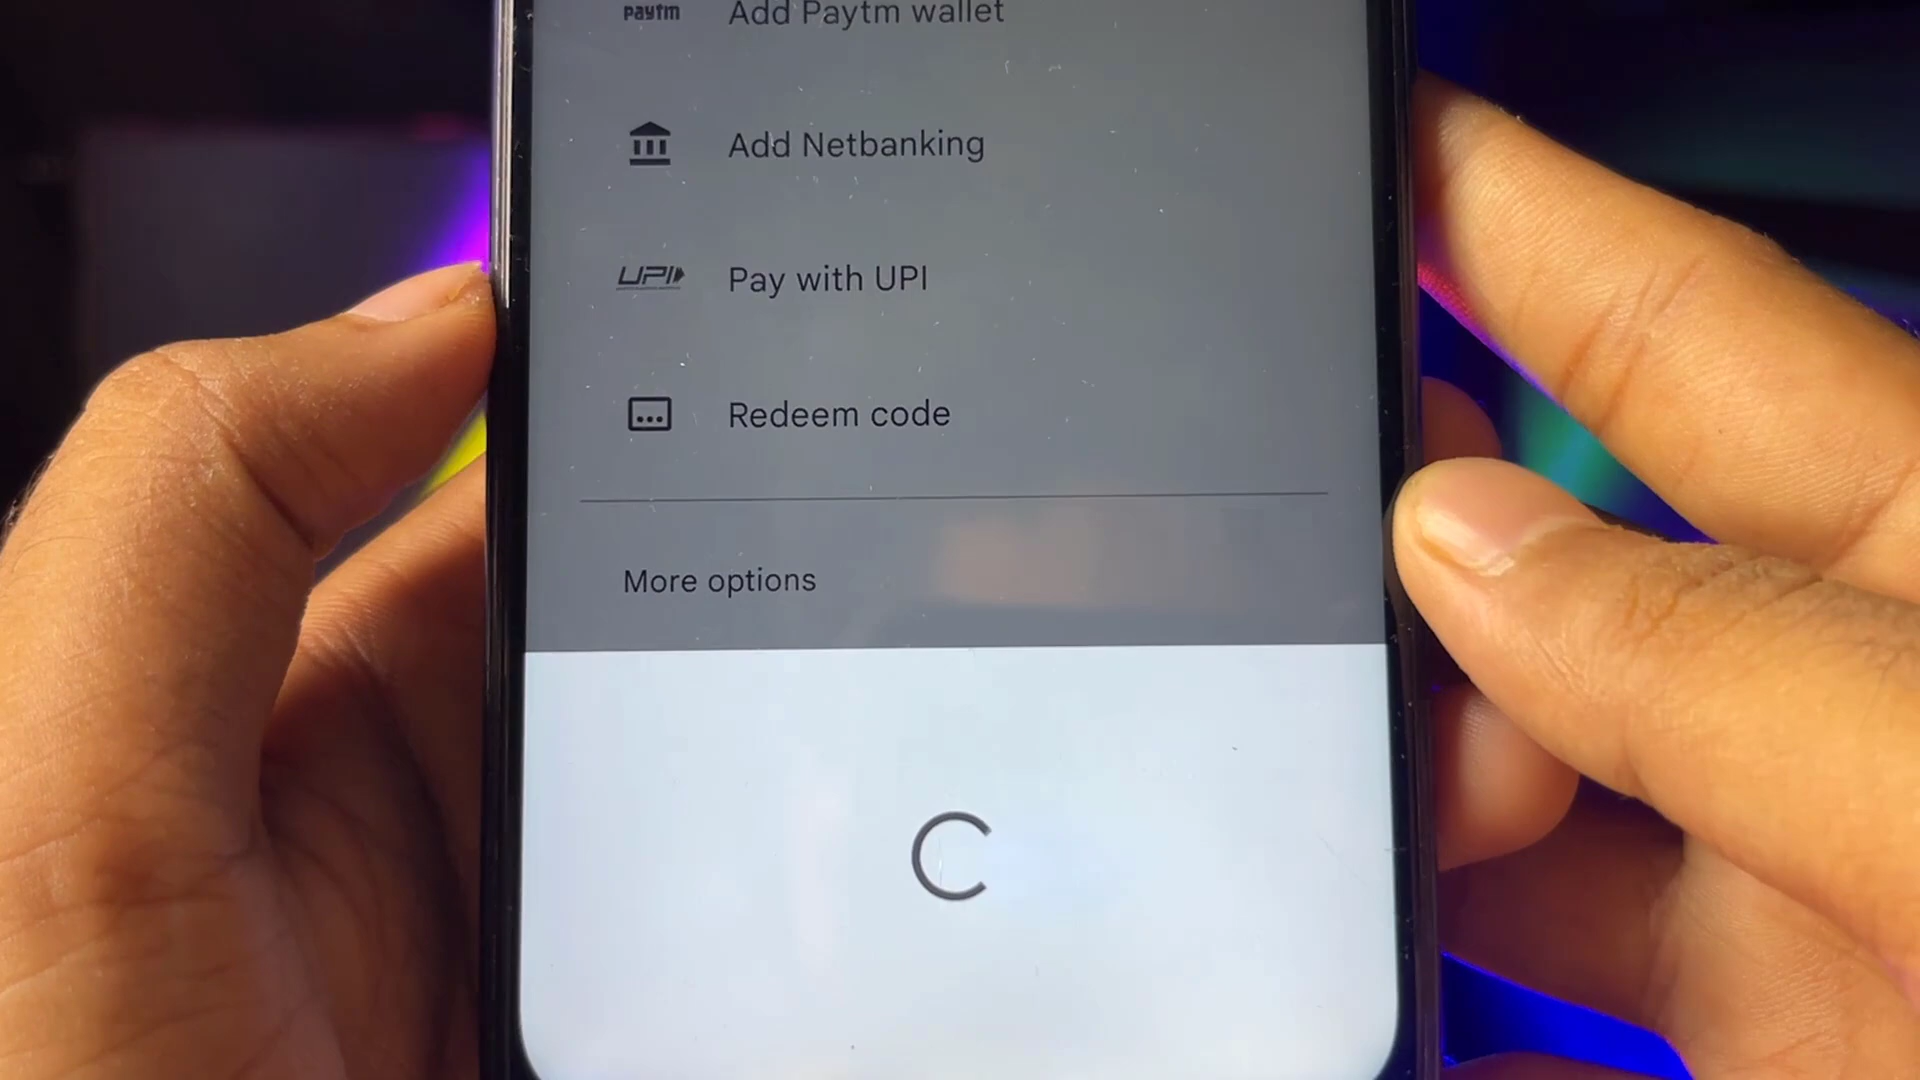 paytm Add Paytm wallet
Add Netbanking
UPI Pay with UPI
Redeem code
More options